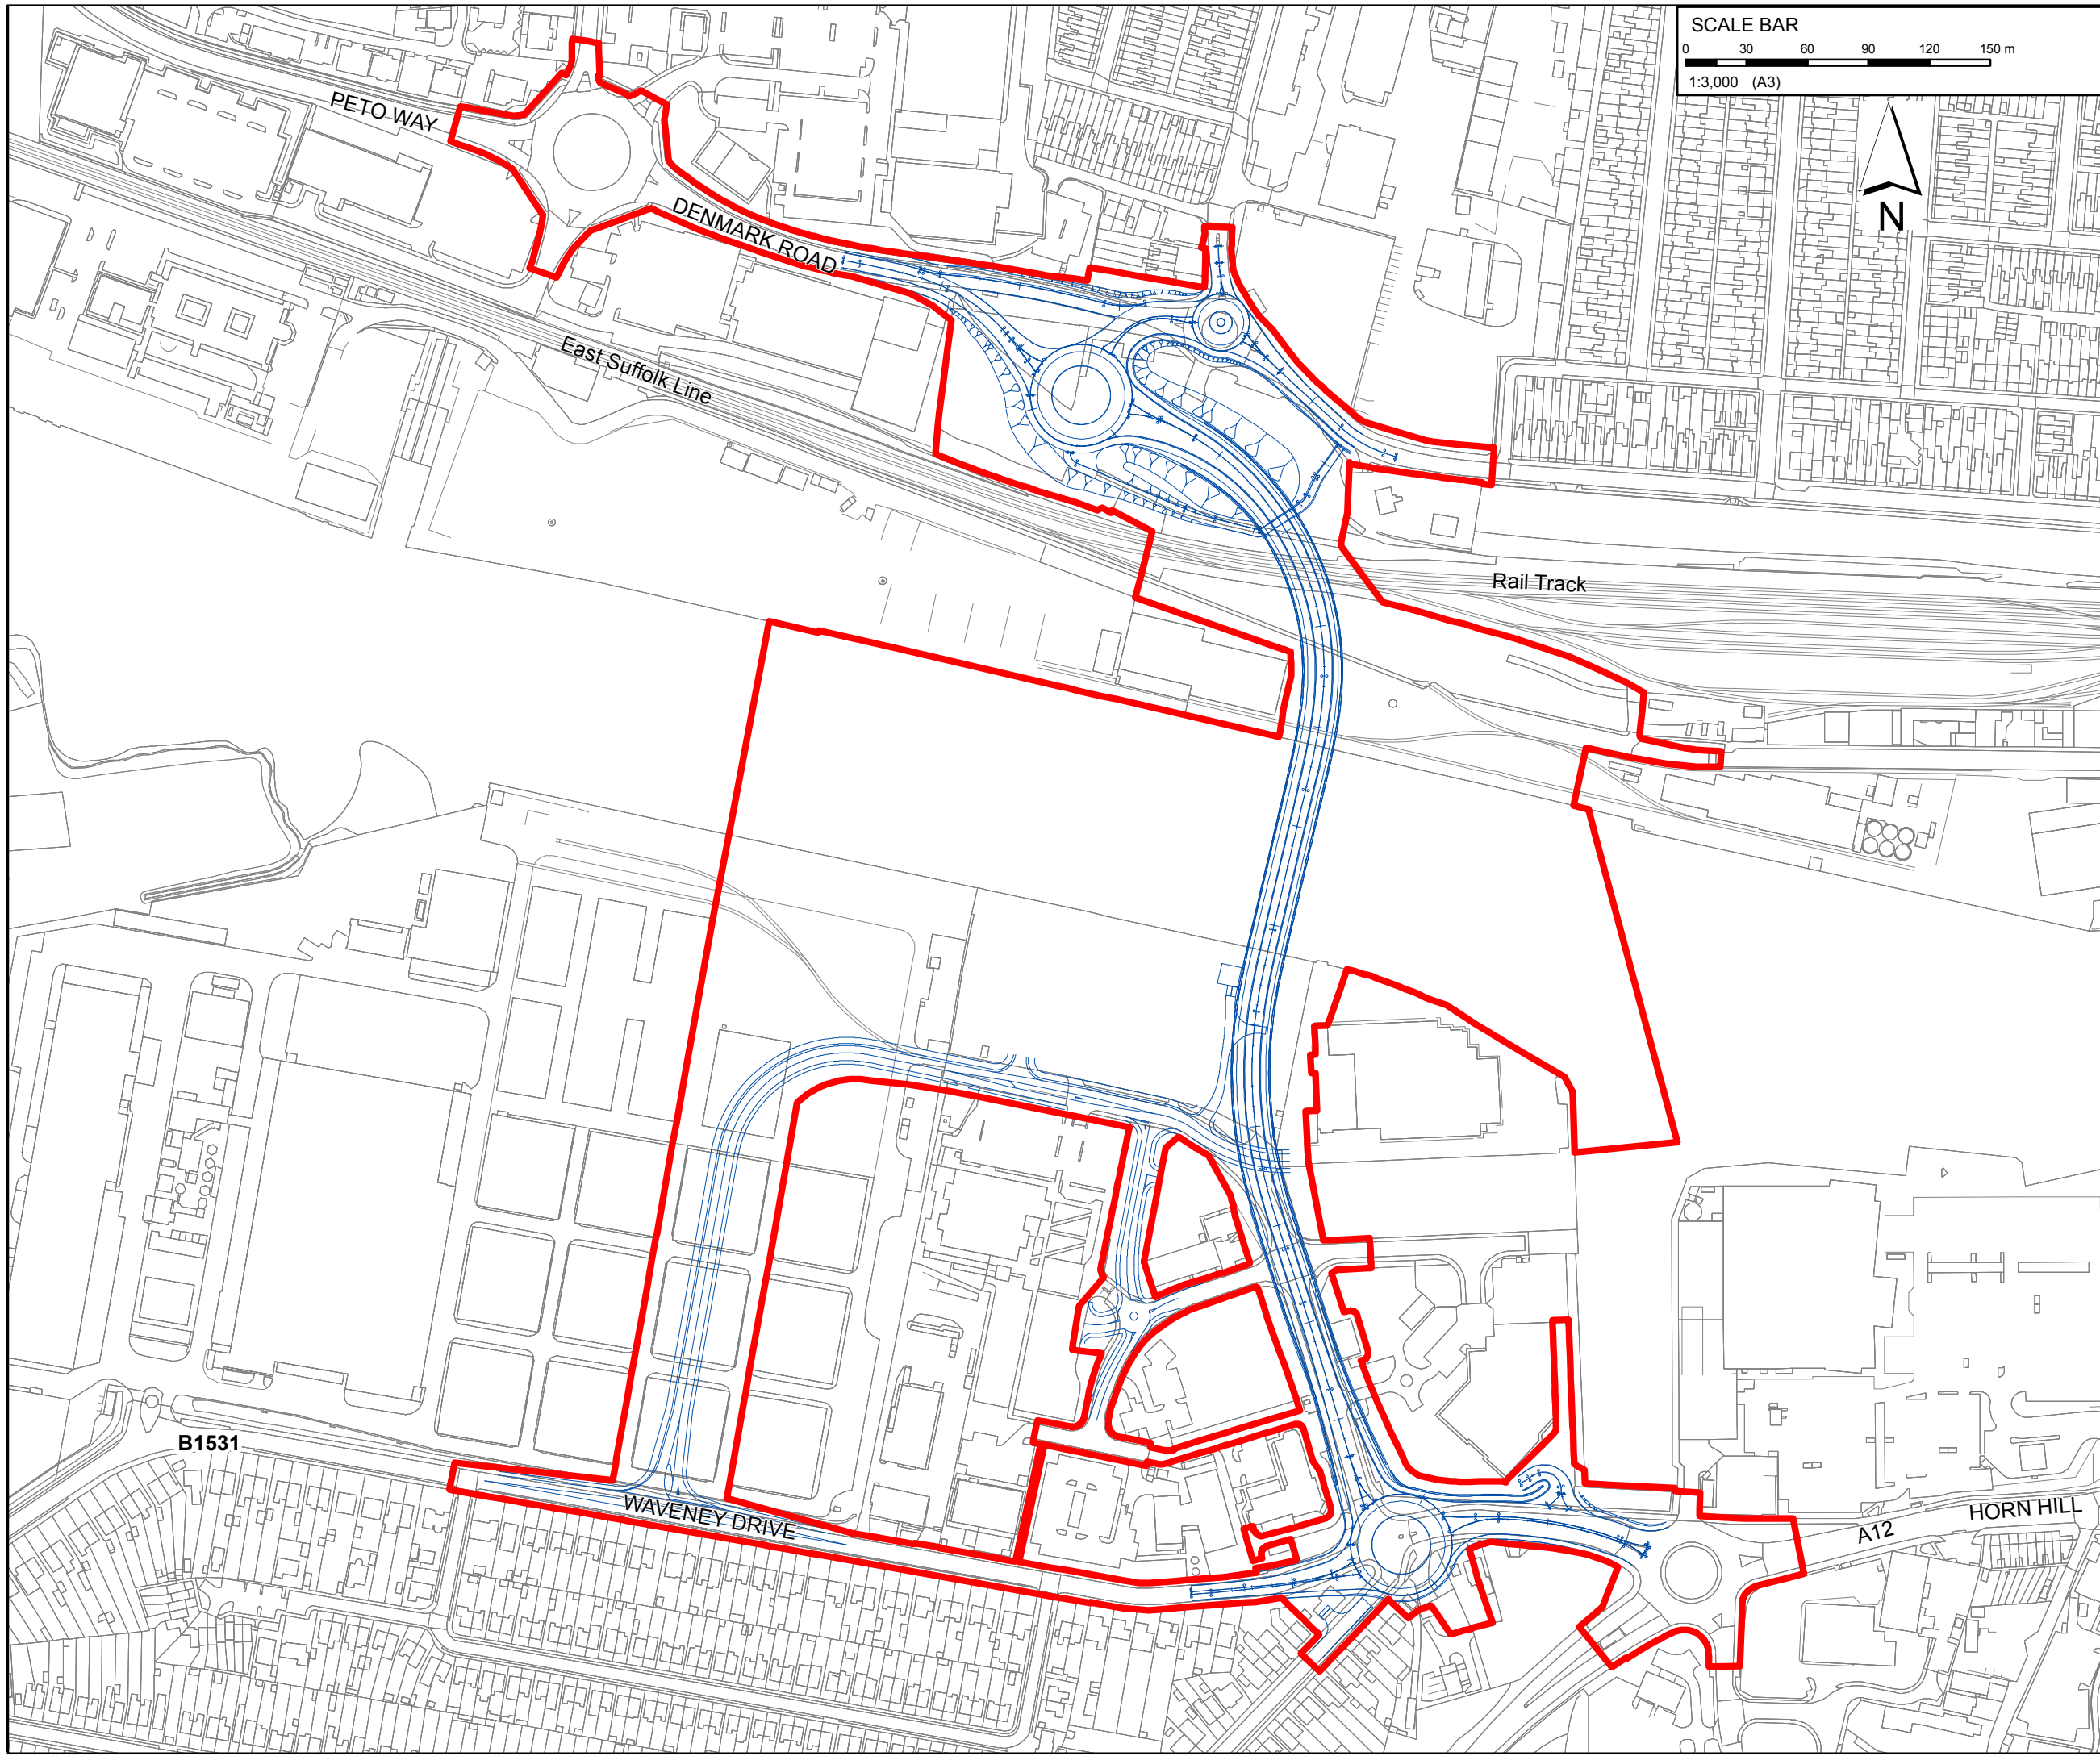 SCALE BAR
0 30 60 90 120 150 m
1:3,000 (A3)
N
PETO WAY
DENMARK ROAD
East Suffolk Line
Rail Track
B1531
WAVENEY DRIVE
A12
HORN HILL